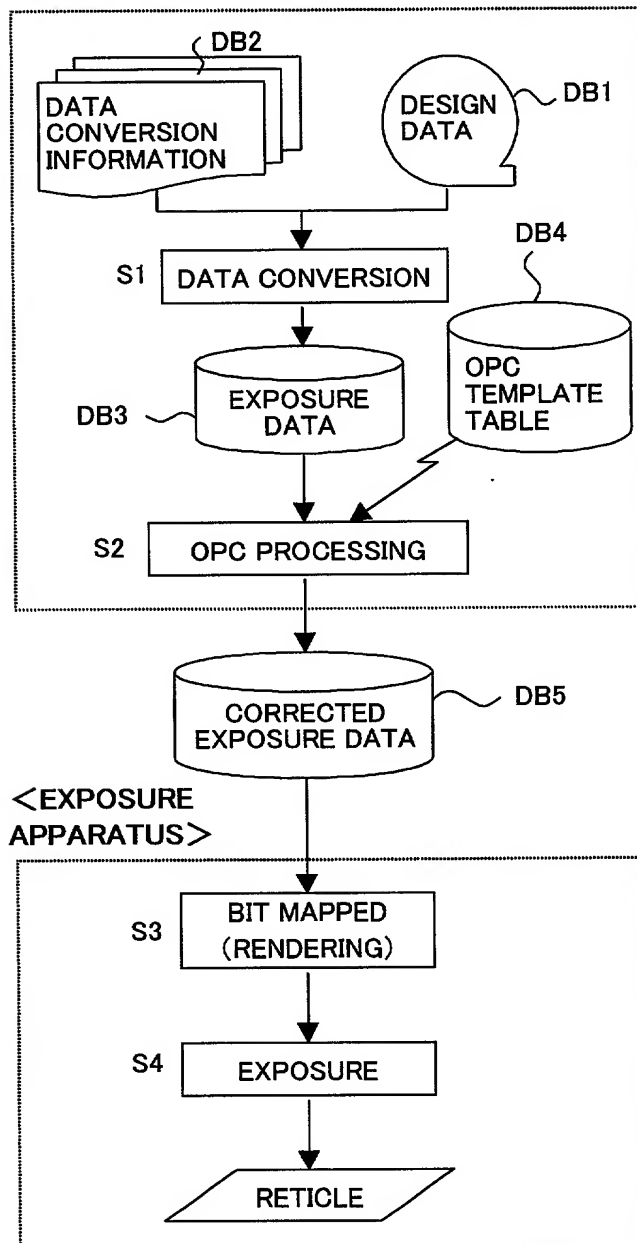 DB2
DATA
CONVERSION
INFORMATION
DESIGN
DATA
DB1
S1
DATA CONVERSION
DB4
OPC
TEMPLATE
TABLE
DB3
EXPOSURE
DATA
S2
OPC PROCESSING
CORRECTED
EXPOSURE DATA
DB5
<EXPOSURE
APPARATUS>
S3
BIT MAPPED
(RENDERING)
S4
EXPOSURE
RETICLE